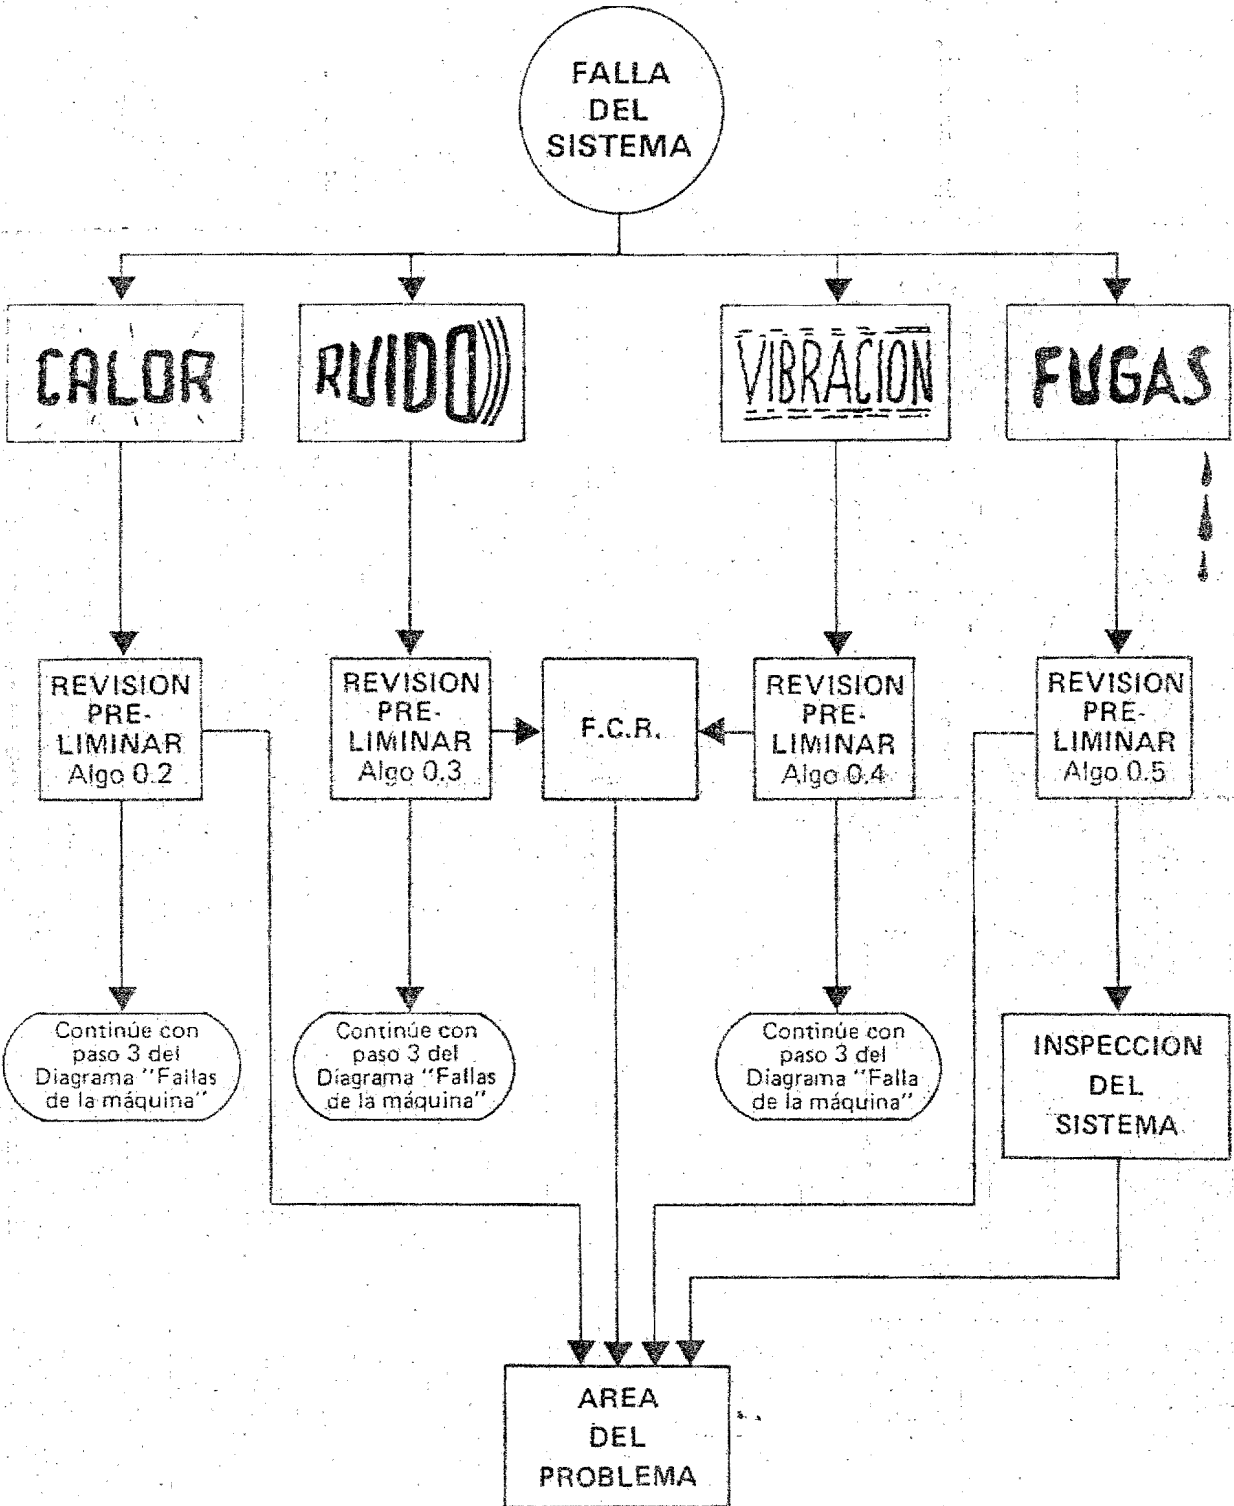 FALLA
DEL
SISTEMA
CALOR
RUIDO
VIBRACION
FUGAS
REVISION
PRE-
LIMINAR
Algo 0.2
REVISION
PRE-
LIMINAR
Algo 0.3
F.C.R.
REVISION
PRE-
LIMINAR
Algo 0.4
REVISION
PRE-
LIMINAR
Algo 0.5
Continúe con
paso 3 del
Diagrama "Fallas
de la máquina"
Continúe con
paso 3 del
Diagrama "Fallas
de la máquina"
Continúe con
paso 3 del
Diagrama "Falla
de la máquina"
INSPECCION
DEL
SISTEMA
AREA
DEL
PROBLEMA